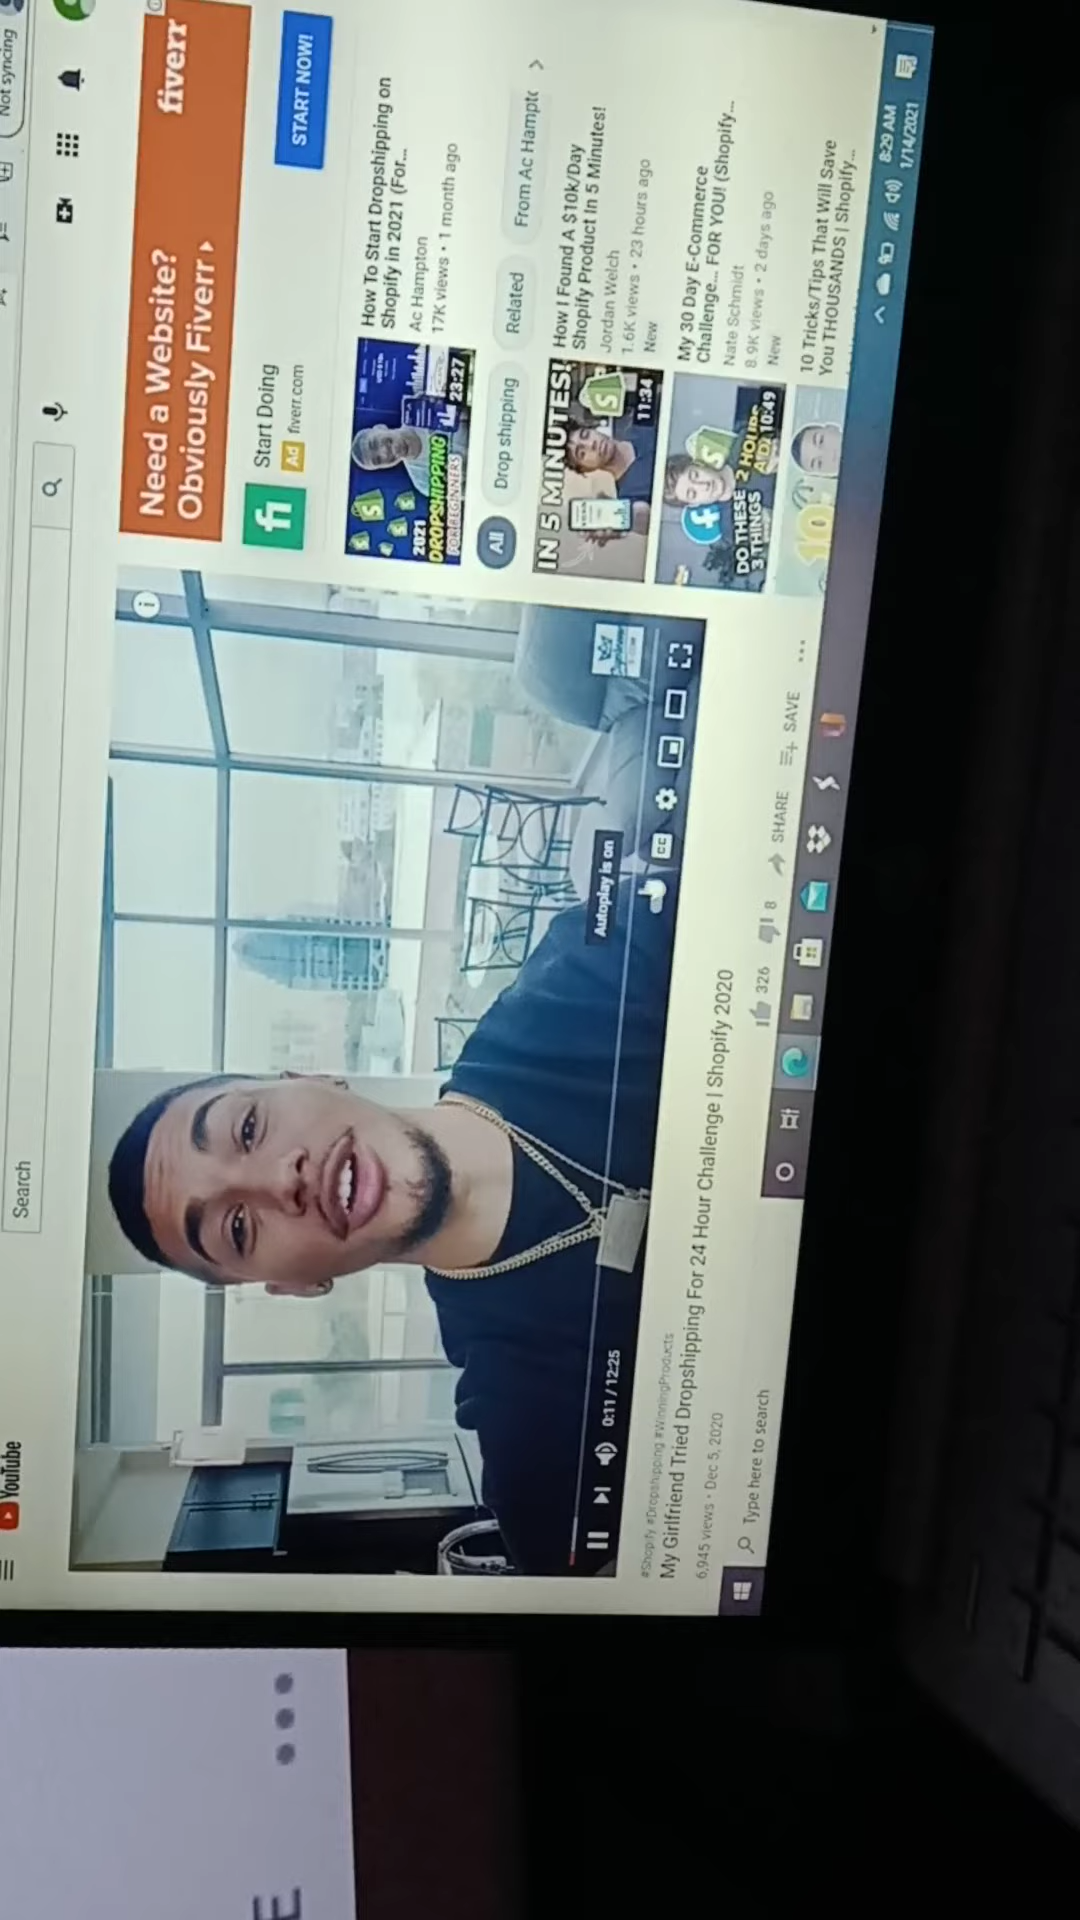 Not syncing
YouTube
Search
Need a Website?
Obviously Fiverr ▸
fiverr
Start Doing
Ad fiverr.com
START NOW!
2021
DROPSHIPPING
FOR BEGINNERS
23:27
How To Start Dropshipping on
Shopify in 2021 (For...
Ac Hampton
17K views • 1 month ago
All
Drop shipping
Related
From Ac Hampto
IN 5 MINUTES!
11:34
How I Found A $10k/Day
Shopify Product In 5 Minutes!
Jordan Welch
1.6K views • 23 hours ago
New
DO THESE
3 THINGS
2 HOURS
A DAY
10:49
My 30 Day E-Commerce
Challenge... FOR YOU! (Shopify...
Nate Schmidt
8.9K views • 2 days ago
New
10
10 Tricks/Tips That Will Save
You THOUSANDS | Shopify...
Autoplay is on
0:11 / 12:25
CC
#Shopify #Dropshipping #WinningProducts
My Girlfriend Tried Dropshipping For 24 Hour Challenge | Shopify 2020
6,945 views • Dec 5, 2020
326
8
SHARE
SAVE
Type here to search
8:29 AM
1/14/2021
E